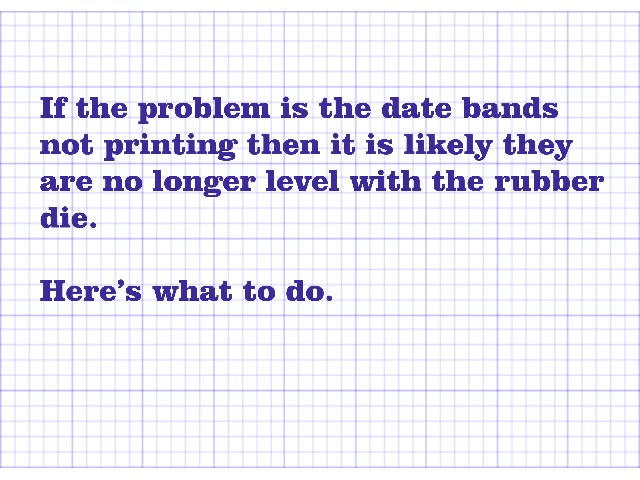 If the problem is the date bands
not printing then it is likely they
are no longer level with the rubber
die.
Here’s what to do.